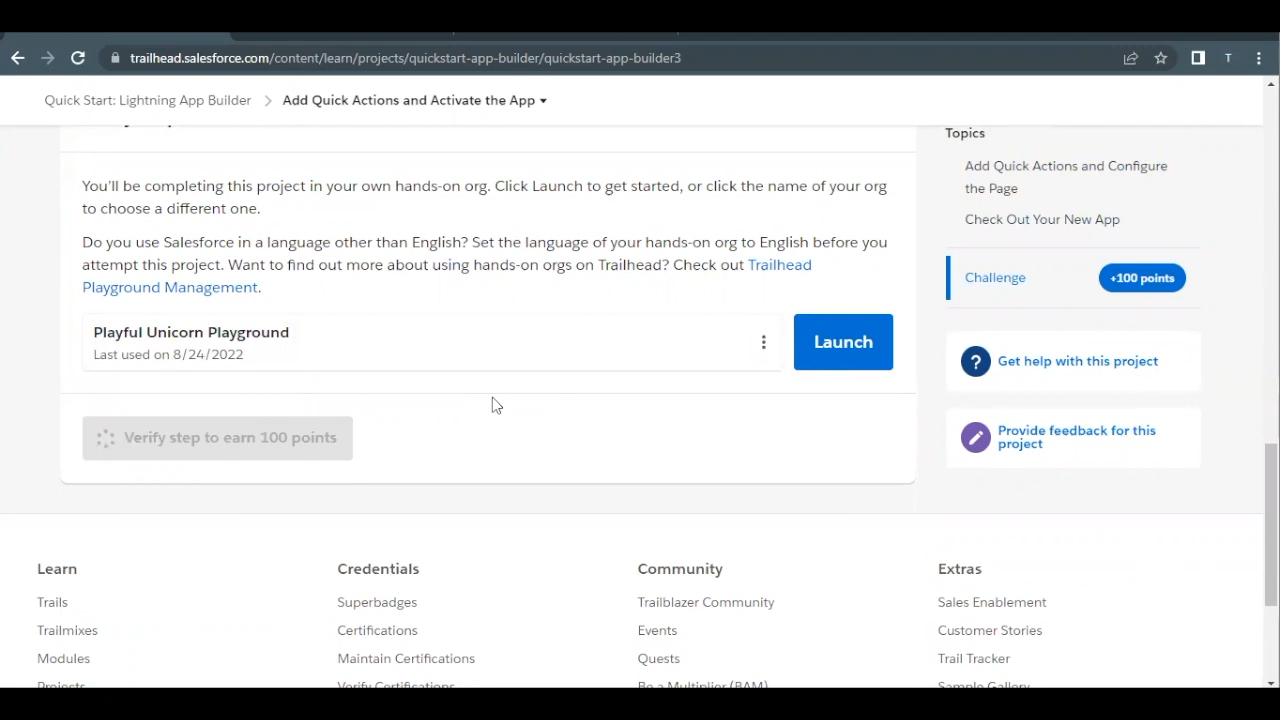 trailhead.salesforce.com/content/learn/projects/quickstart-app-builder/quickstart-app-builder3
T
Quick Start: Lightning App Builder
Add Quick Actions and Activate the App
You'll be completing this project in your own hands-on org. Click Launch to get started, or click the name of your org
to choose a different one.
Do you use Salesforce in a language other than English? Set the language of your hands-on org to English before you
attempt this project. Want to find out more about using hands-on orgs on Trailhead? Check out Trailhead
Playground Management.
Playful Unicorn Playground
Last used on 8/24/2022
Launch
Verify step to earn 100 points
Topics
Add Quick Actions and Configure
the Page
Check Out Your New App
Challenge
+100 points
? Get help with this project
Provide feedback for this
project
Learn
Trails
Trailmixes
Modules
Projects
Credentials
Superbadges
Certifications
Maintain Certifications
Verify Certifications
Community
Trailblazer Community
Events
Quests
Be a Multiplier (BAM)
Extras
Sales Enablement
Customer Stories
Trail Tracker
Sample Gallery